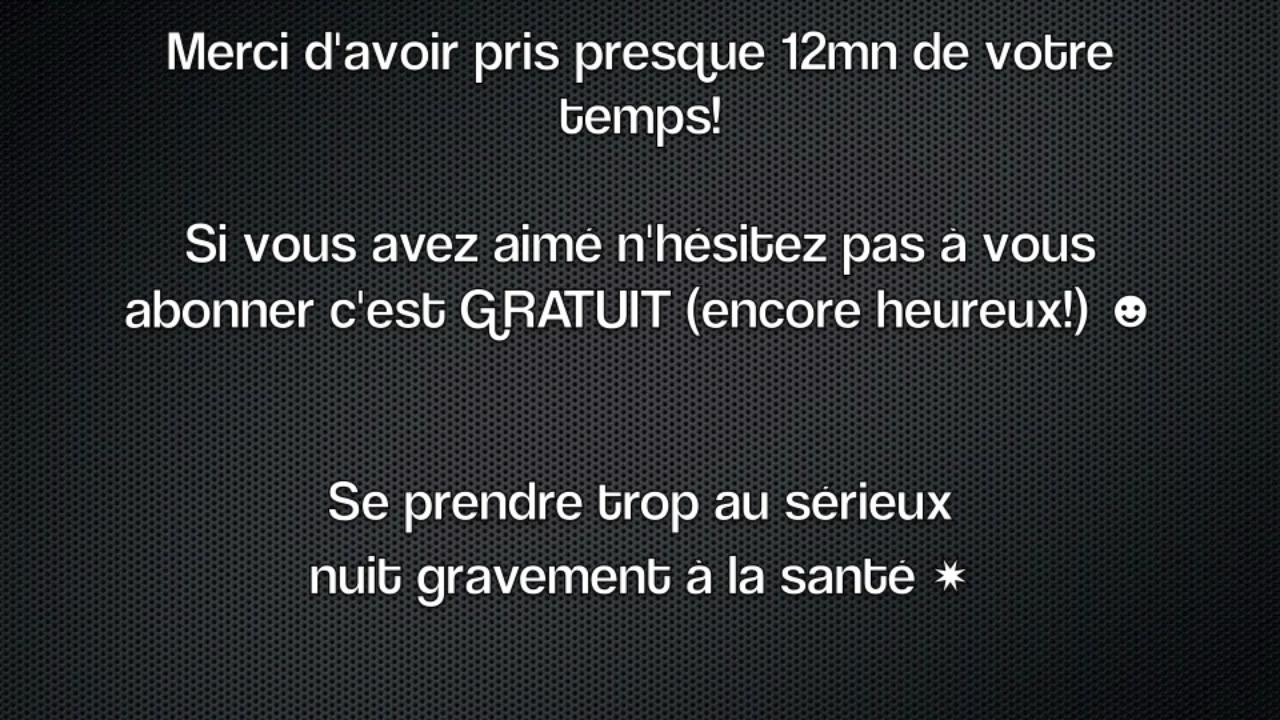 Merci d'avoir pris presque 12mn de votre
temps!
Si vous avez aimé n'hésitez pas à vous
abonner c'est GRATUIT (encore heureux!) ☻
Se prendre trop au sérieux
nuit gravement à la santé ✷